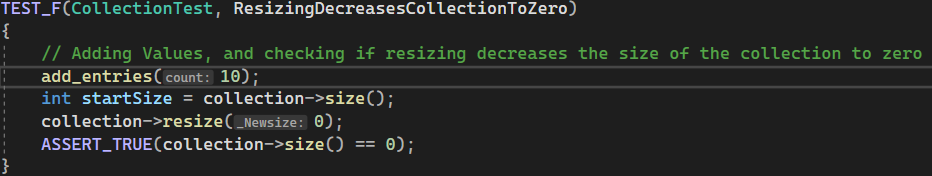 TEST_F(CollectionTest, ResizingDecreasesCollectionToZero)
{
// Adding Values, and checking if resizing decreases the size of the collection to zero
add_entries(count: 10);
int startSize = collection->size();
collection->resize(_Newsize: 0);
ASSERT_TRUE(collection->size() == 0);
}